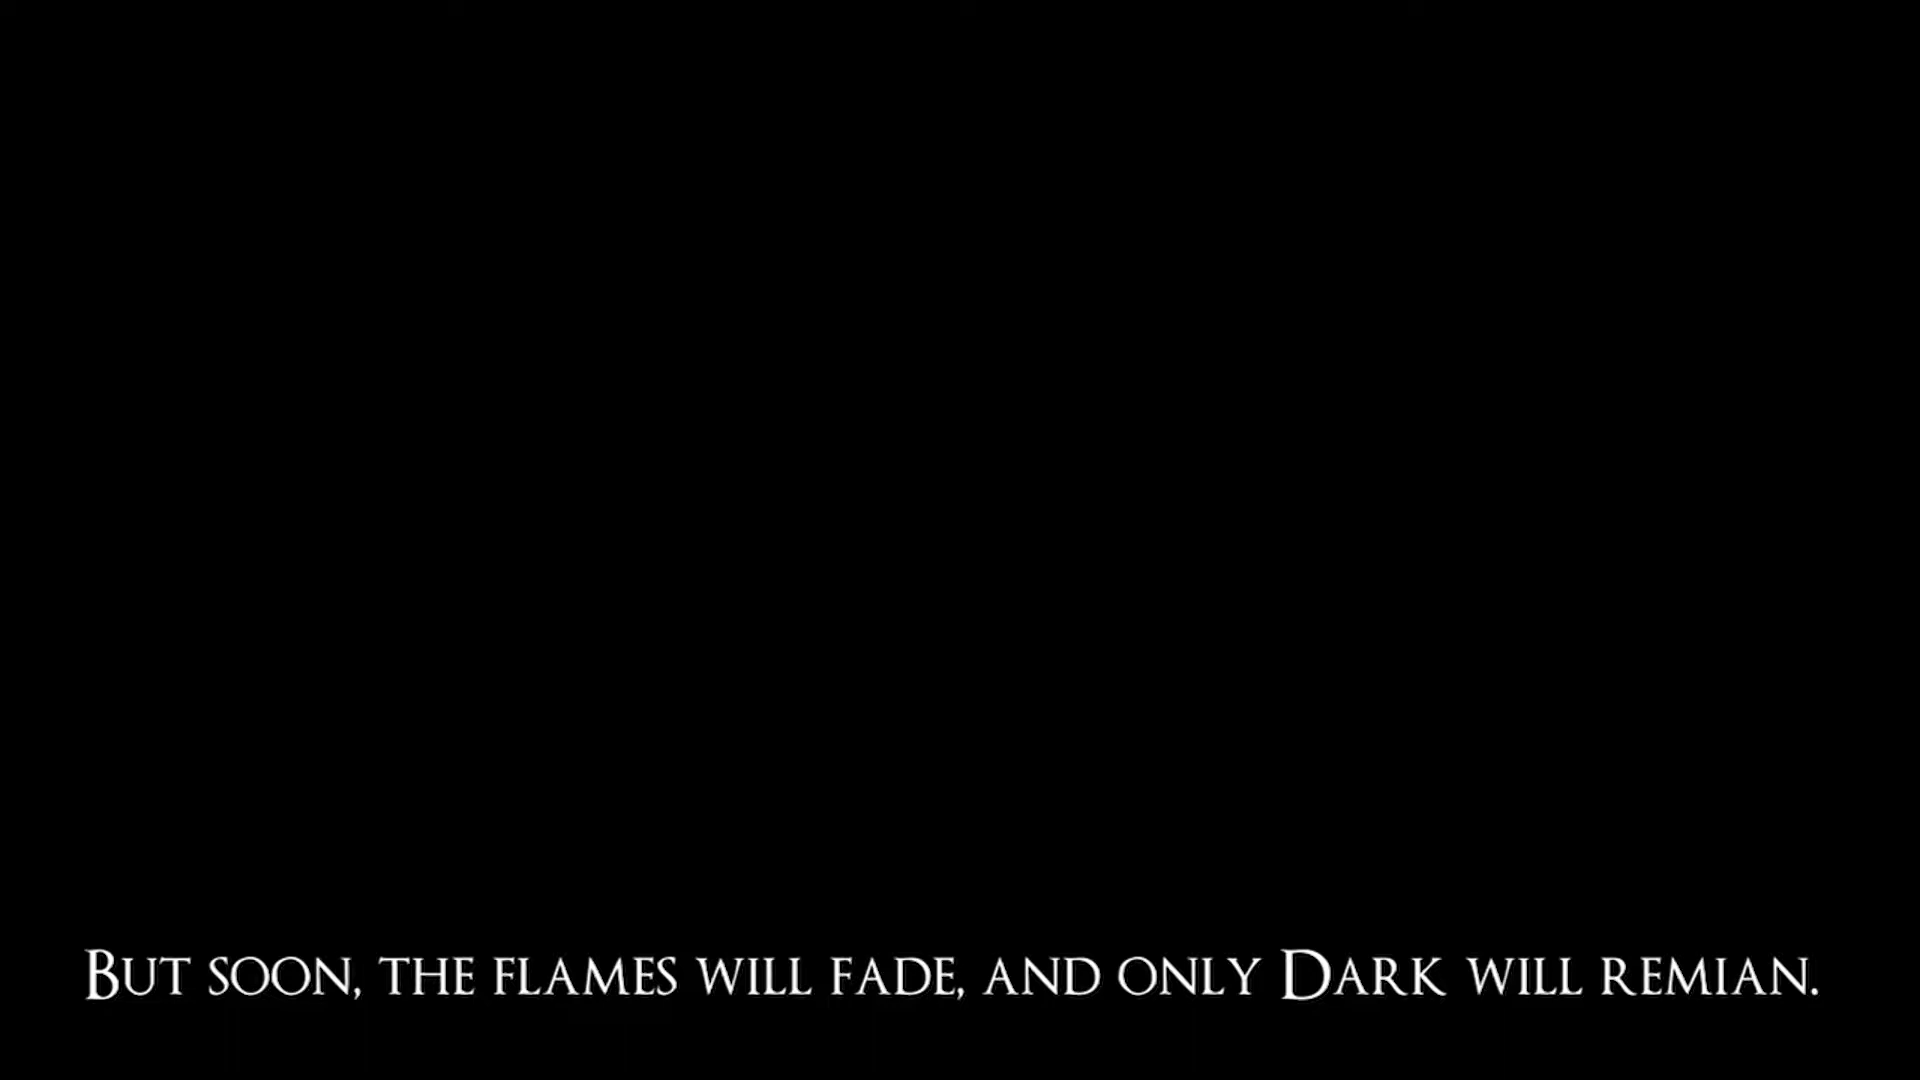 But soon, the flames will fade, and only Dark will remian.